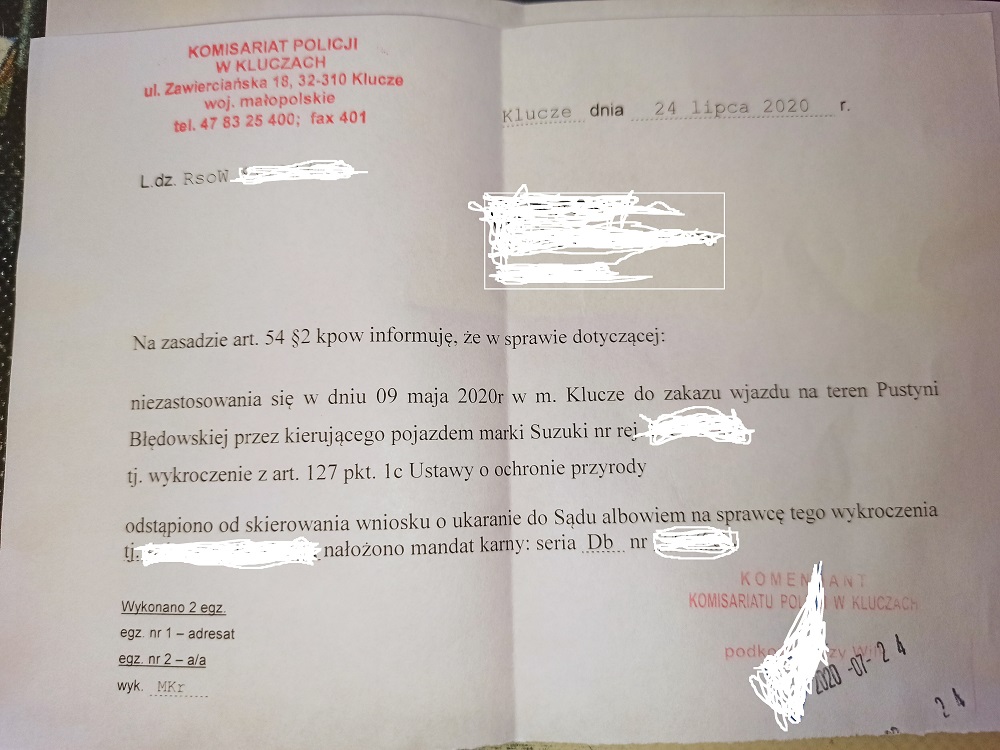 KOMISARIAT POLICJI
W KLUCZACH
ul. Zawierciańska 18, 32-310 Klucze
woj. małopolskie
tel. 47 83 25 400; fax 401
Klucze dnia 24 lipca 2020 r.
L.dz. RsoW
Na zasadzie art. 54 §2 kpow informuję, że w sprawie dotyczącej:
niezastosowania się w dniu 09 maja 2020r w m. Klucze do zakazu wjazdu na teren Pustyni
Błędowskiej przez kierującego pojazdem marki Suzuki nr rej
tj. wykroczenie z art. 127 pkt. 1c Ustawy o ochronie przyrody
odstąpiono od skierowania wniosku o ukaranie do Sądu albowiem na sprawcę tego wykroczenia
tj. nałożono mandat karny: seria Db nr
KOMENDANT
KOMISARIATU POLICJI W KLUCZACH
Wykonano 2 egz.
egz. nr 1 – adresat
egz. nr 2 – a/a
wyk. MKr
2020 -07- 2 4
2 4